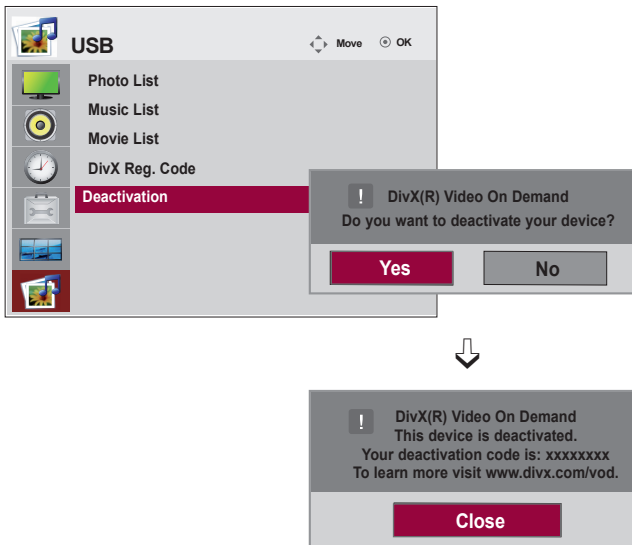 USB
Move OK
Photo List
Music List
Movie List
DivX Reg. Code
Deactivation
! DivX(R) Video On Demand
Do you want to deactivate your device?
Yes No
! DivX(R) Video On Demand
This device is deactivated.
Your deactivation code is: xxxxxxxx
To learn more visit www.divx.com/vod.
Close